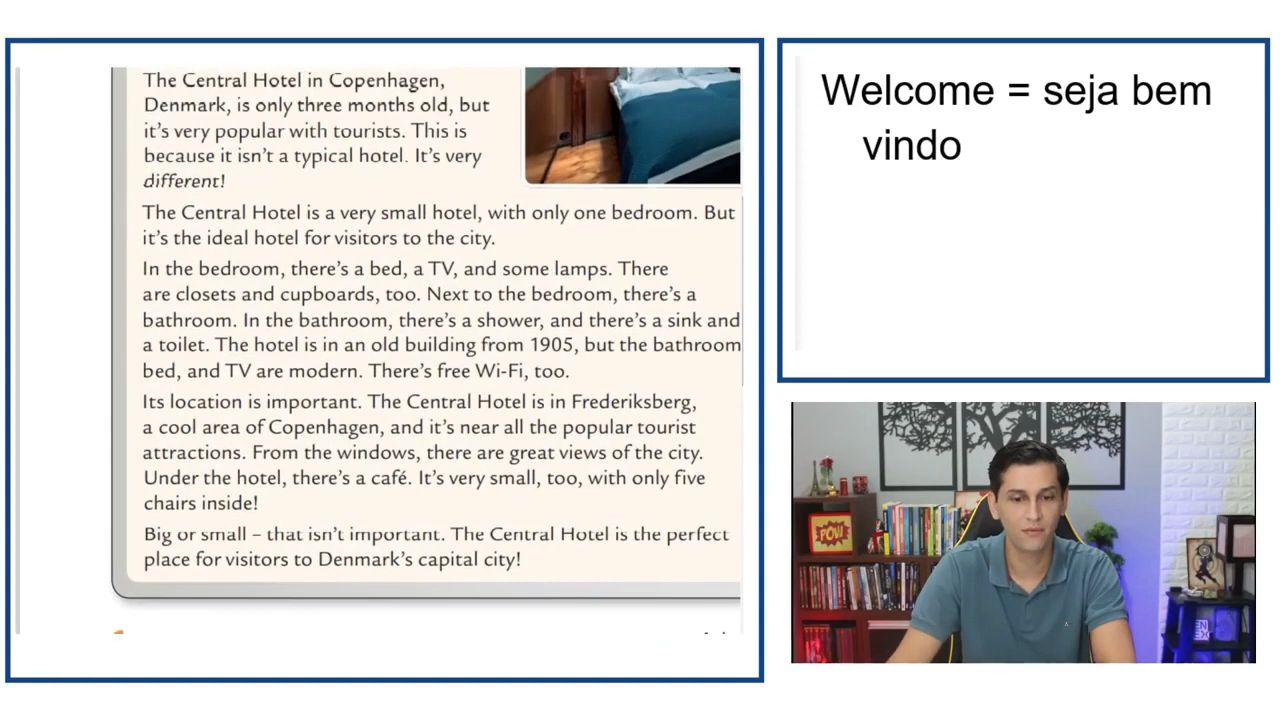 The Central Hotel in Copenhagen,
Denmark, is only three months old, but
it's very popular with tourists. This is
because it isn't a typical hotel. It's very
different!
The Central Hotel is a very small hotel, with only one bedroom. But
it's the ideal hotel for visitors to the city.
In the bedroom, there's a bed, a TV, and some lamps. There
are closets and cupboards, too. Next to the bedroom, there's a
bathroom. In the bathroom, there's a shower, and there's a sink and
a toilet. The hotel is in an old building from 1905, but the bathroom
bed, and TV are modern. There's free Wi-Fi, too.
Its location is important. The Central Hotel is in Frederiksberg,
a cool area of Copenhagen, and it's near all the popular tourist
attractions. From the windows, there are great views of the city.
Under the hotel, there's a café. It's very small, too, with only five
chairs inside!
Big or small – that isn't important. The Central Hotel is the perfect
place for visitors to Denmark's capital city!
Welcome = seja bem
vindo
POW!